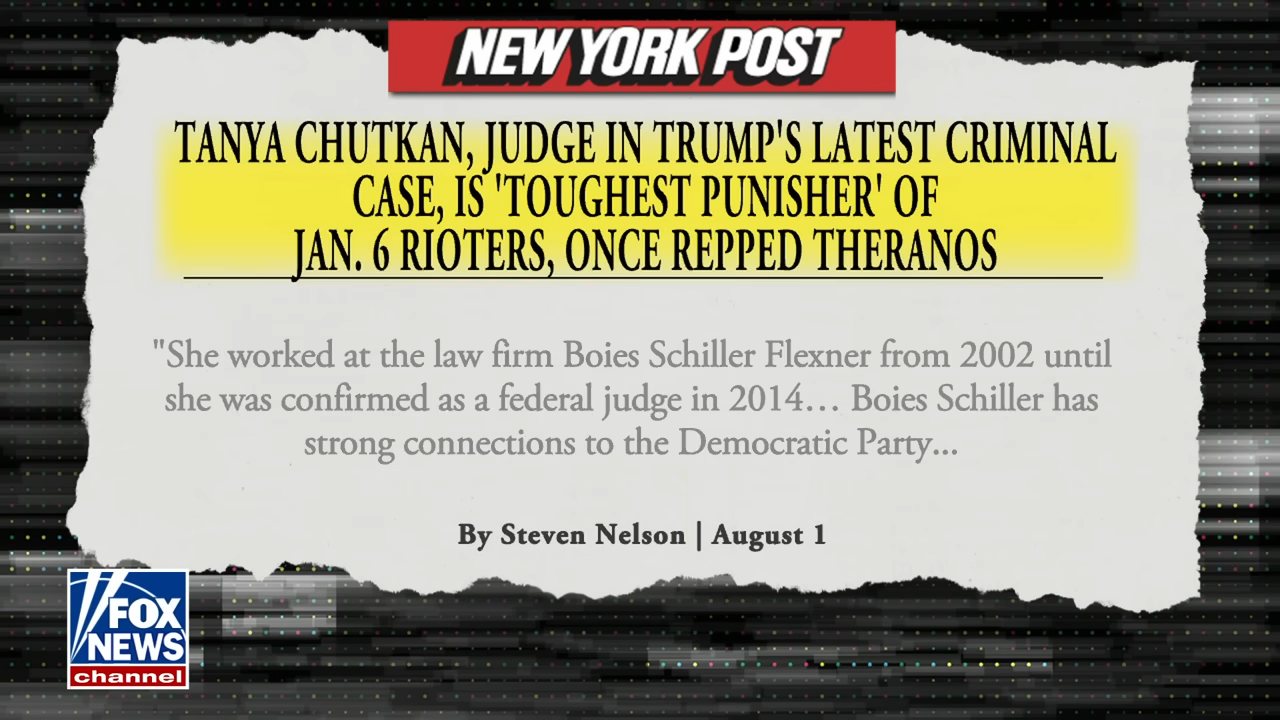 NEW YORK POST
TANYA CHUTKAN, JUDGE IN TRUMP'S LATEST CRIMINAL
CASE, IS 'TOUGHEST PUNISHER' OF
JAN. 6 RIOTERS, ONCE REPPED THERANOS
"She worked at the law firm Boies Schiller Flexner from 2002 until
she was confirmed as a federal judge in 2014… Boies Schiller has
strong connections to the Democratic Party...
By Steven Nelson | August 1
FOX
NEWS
channel